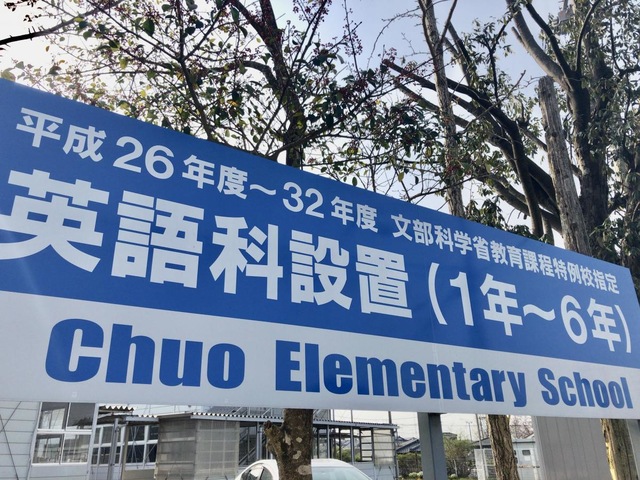 平成26年度～32年度 文部科学省教育課程特例校指定
英語科設置(1年～6年)
Chuo Elementary School